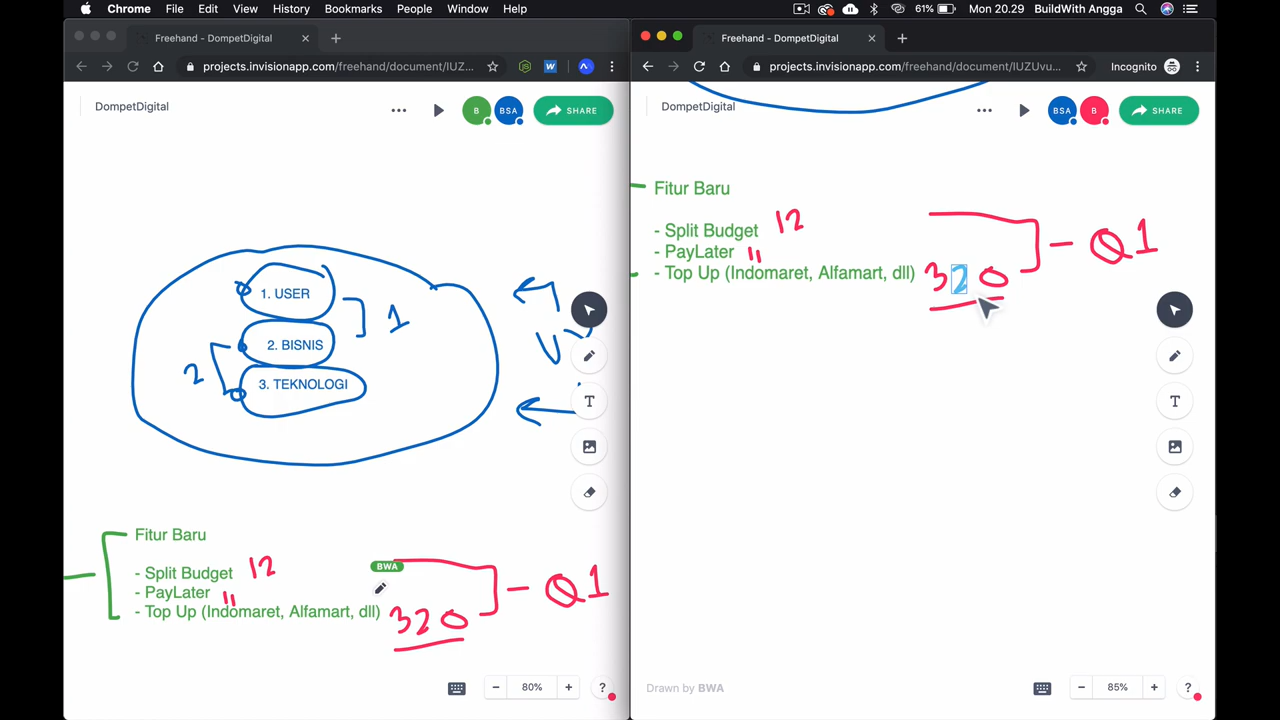 Chrome File Edit View History Bookmarks People Window Help 61% Mon 20.29 BuildWith Angga
Freehand - DompetDigital
projects.invisionapp.com/freehand/document/IUZ...
DompetDigital
B BSA SHARE
1. USER
2. BISNIS
3. TEKNOLOGI
1
2
Fitur Baru
- Split Budget 12
- PayLater 11
- Top Up (Indomaret, Alfamart, dll) 320
BWA
Q1
80%
?
Freehand - DompetDigital
projects.invisionapp.com/freehand/document/IUZUvu...
Incognito
DompetDigital
BSA B SHARE
Fitur Baru
- Split Budget 12
- PayLater 11
- Top Up (Indomaret, Alfamart, dll) 320
Q1
T
T
Drawn by BWA
85%
?